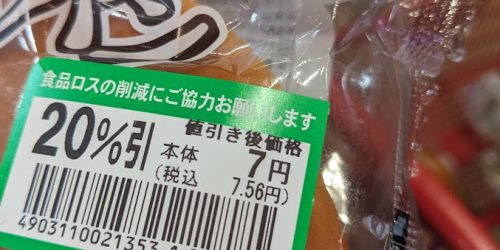 食品ロスの削減にご協力お願いします
20%引
値引き後価格
本体 7円
(税込 7.56円)
4903110021353